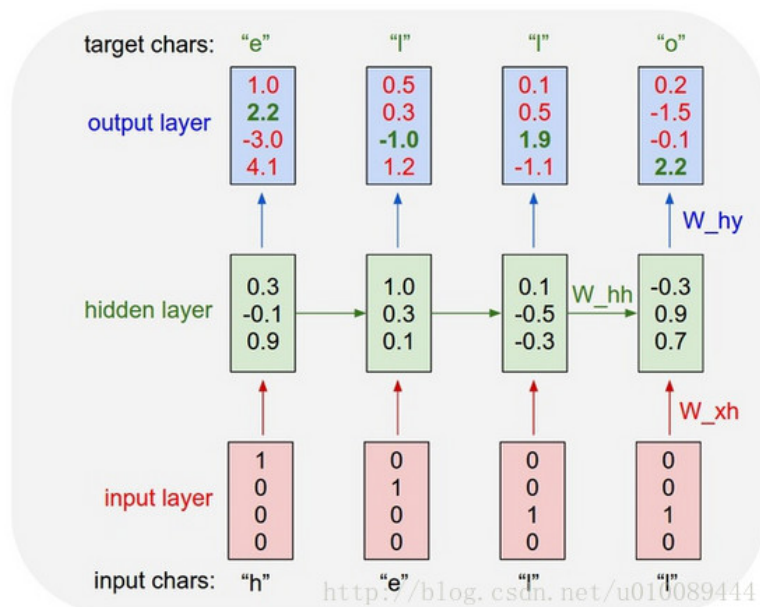 target chars: “e” “l” “l” “o”
1.0 0.5 0.1 0.2
2.2 0.3 0.5 -1.5
output layer
-3.0 -1.0 1.9 -0.1
4.1 1.2 -1.1 2.2
W_hy
0.3 1.0 0.1 -0.3
W_hh
hidden layer -0.1 0.3 -0.5 0.9
0.9 0.1 -0.3 0.7
W_xh
1 0 0 0
0 1 0 0
input layer
0 0 1 1
0 0 0 0
input chars: “h” “e” “l” “l”
http://blog.csdn.net/u010089444